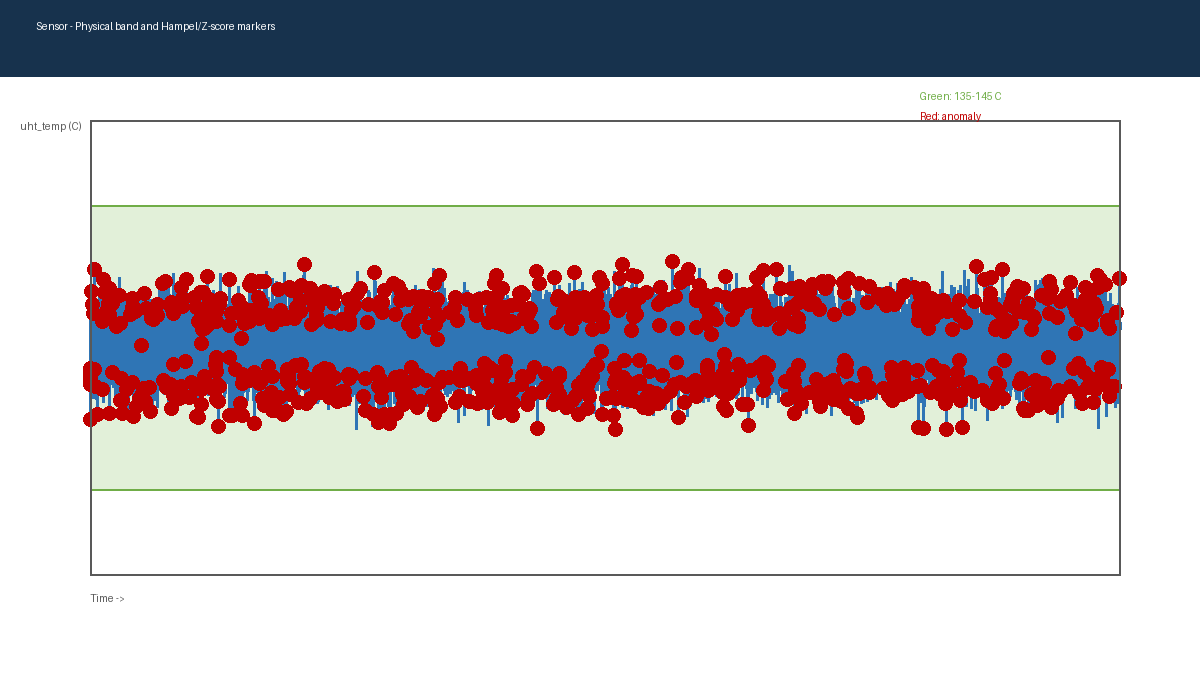 Sensor - Physical band and Hampel/Z-score markers
Green: 135-145 C
Red: anomaly
uht_temp (C)
Time ->